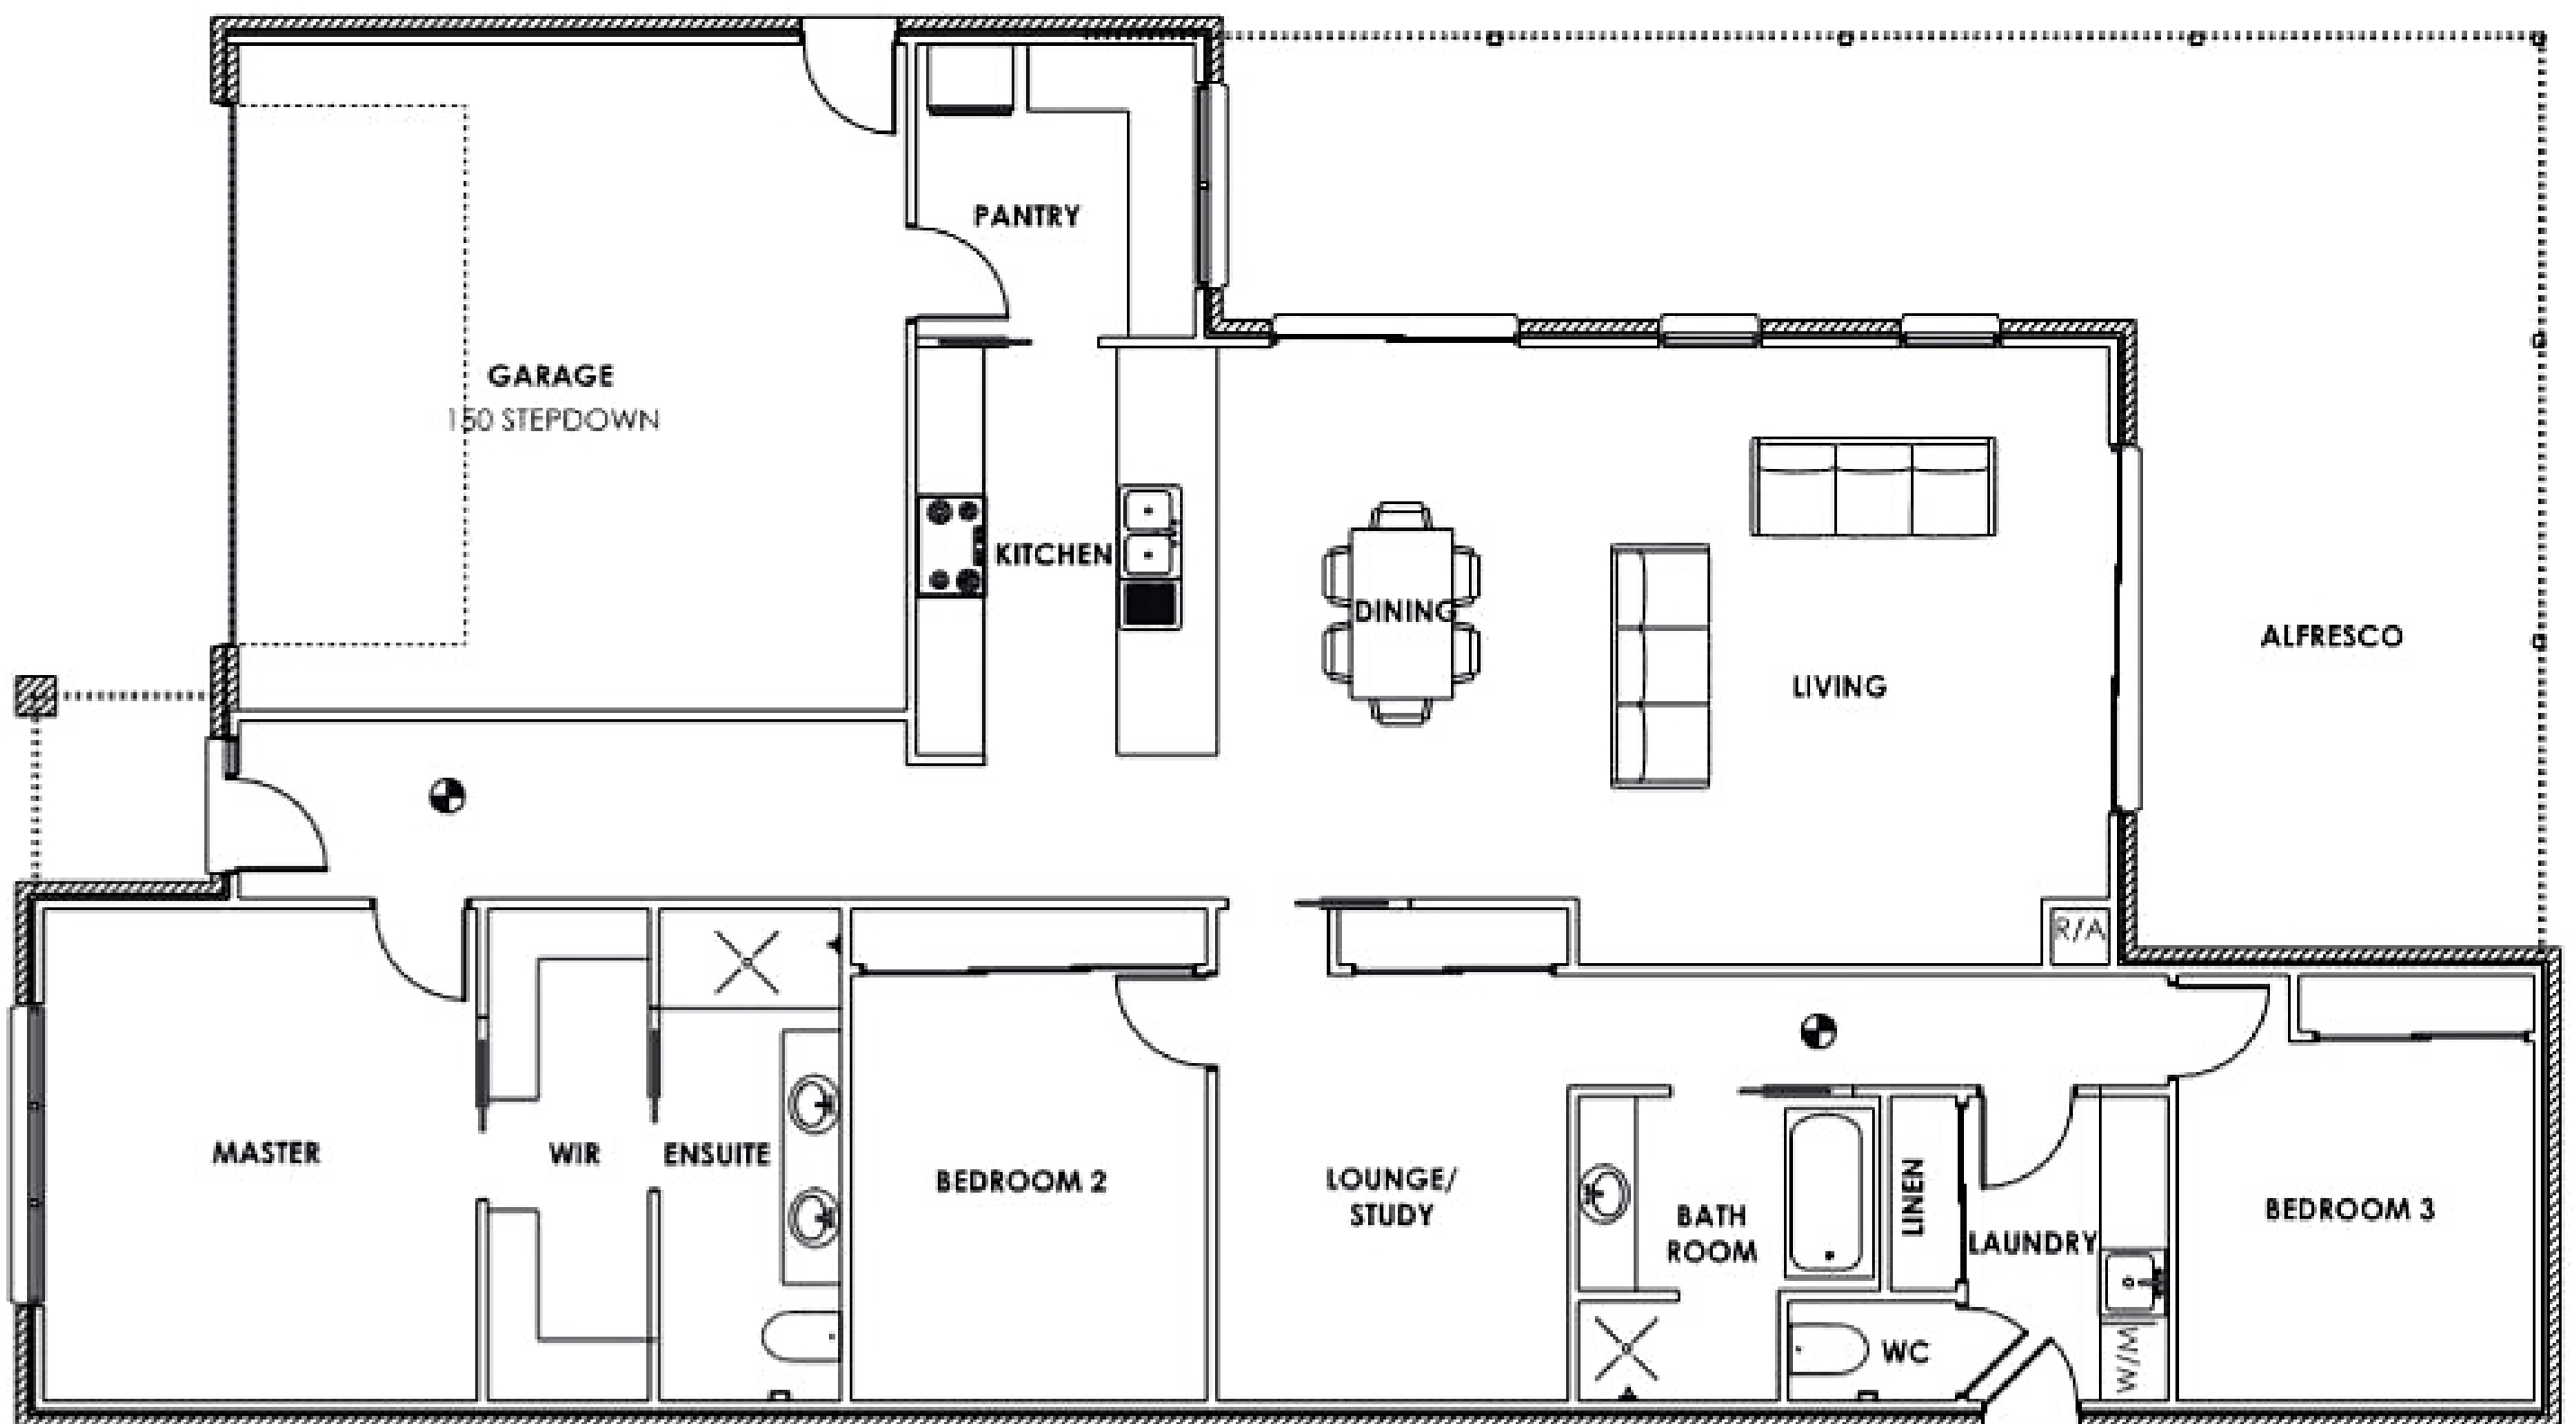 PANTRY
GARAGE
150 STEPDOWN
KITCHEN
DINING
ALFRESCO
LIVING
R/A
MASTER
WIR
ENSUITE
BEDROOM 2
LOUNGE/
STUDY
BATH
ROOM
LINEN
LAUNDRY
BEDROOM 3
WC
W/M